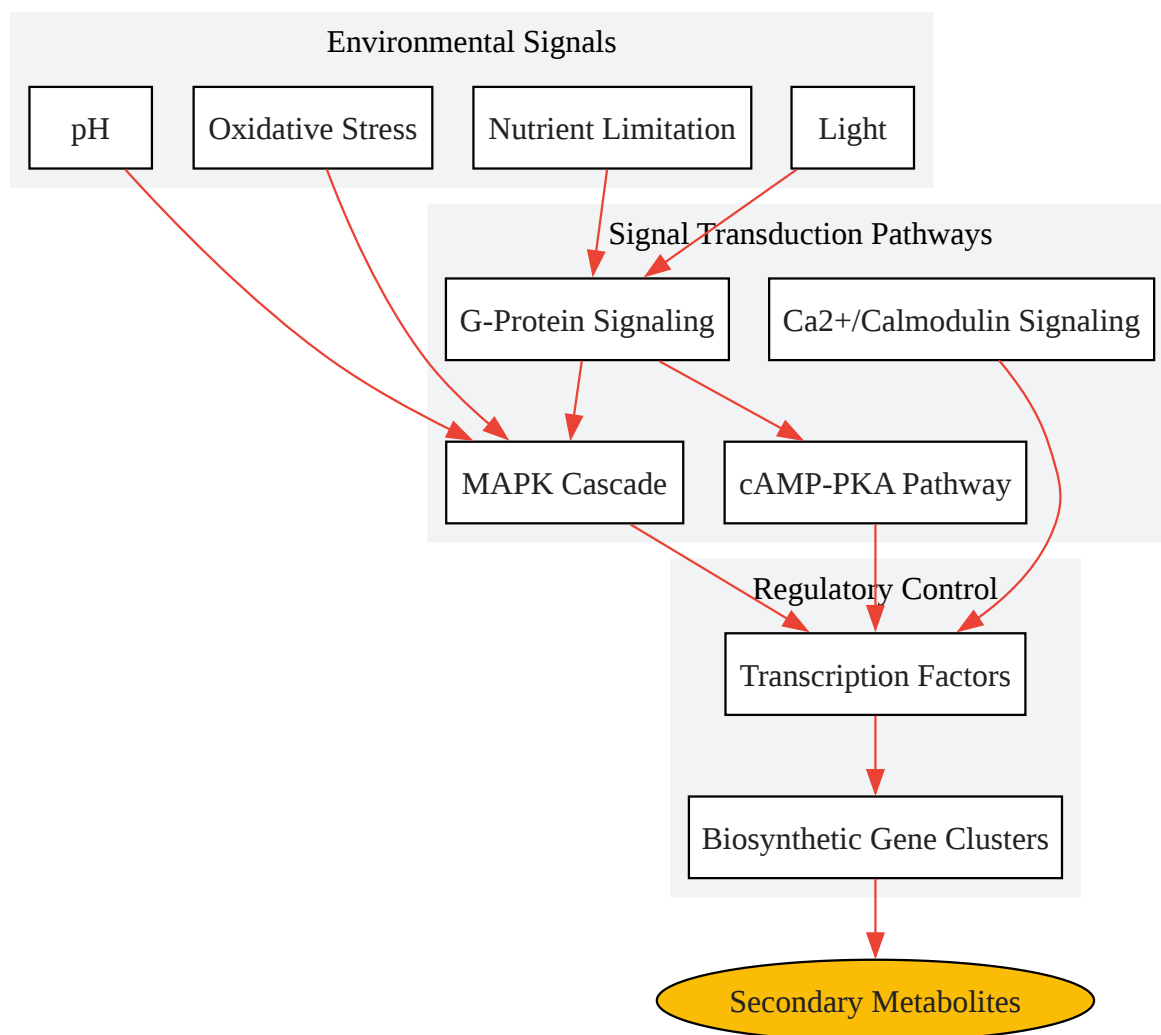 Environmental Signals
pH
Oxidative Stress
Nutrient Limitation
Light
Signal Transduction Pathways
G-Protein Signaling
Ca2+/Calmodulin Signaling
MAPK Cascade
cAMP-PKA Pathway
Regulatory Control
Transcription Factors
Biosynthetic Gene Clusters
Secondary Metabolites